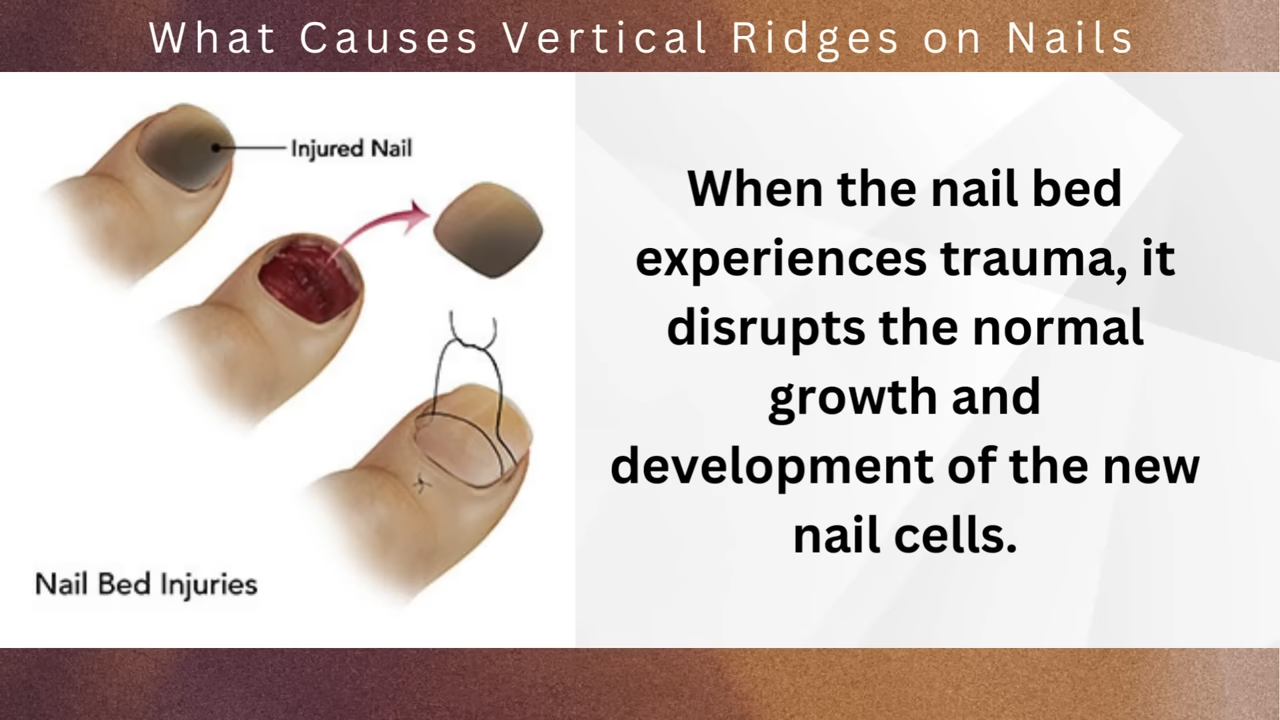 What Causes Vertical Ridges on Nails
Injured Nail
Nail Bed Injuries
When the nail bed
experiences trauma, it
disrupts the normal
growth and
development of the new
nail cells.